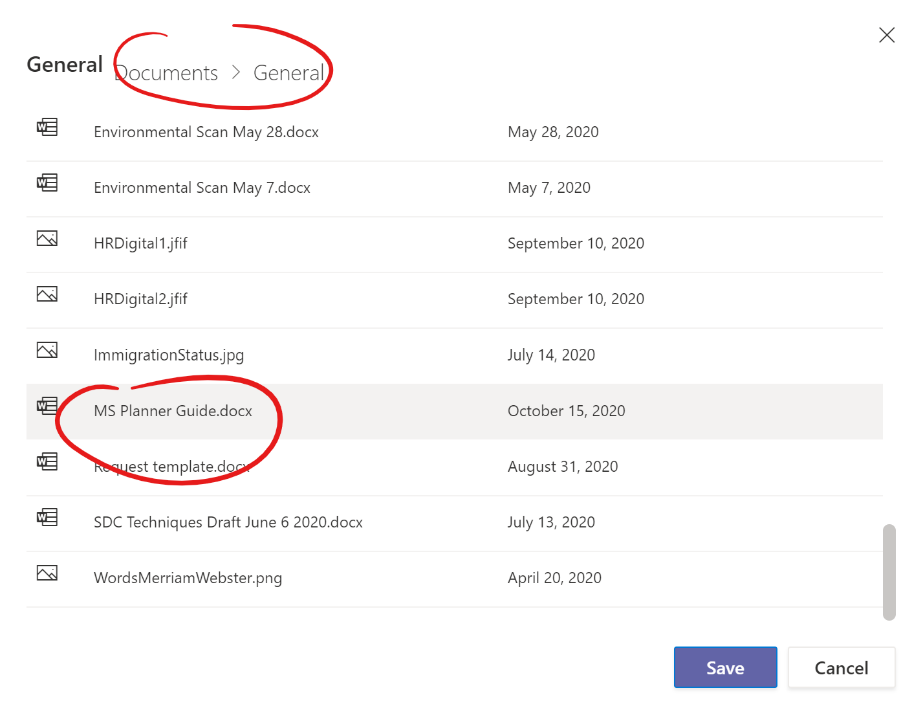 General Documents > General
Environmental Scan May 28.docx May 28, 2020
Environmental Scan May 7.docx May 7, 2020
HRDigital1.jfif September 10, 2020
HRDigital2.jfif September 10, 2020
ImmigrationStatus.jpg July 14, 2020
MS Planner Guide.docx October 15, 2020
Request template.docx August 31, 2020
SDC Techniques Draft June 6 2020.docx July 13, 2020
WordsMerriamWebster.png April 20, 2020
Save Cancel